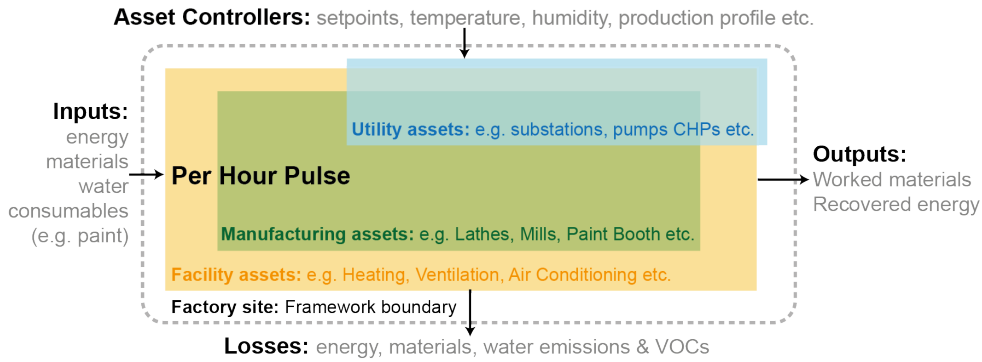 Asset Controllers: setpoints, temperature, humidity, production profile etc.
Inputs:
energy
materials
water
consumables
(e.g. paint)
Utility assets: e.g. substations, pumps CHPs etc.
Per Hour Pulse
Manufacturing assets: e.g. Lathes, Mills, Paint Booth etc.
Facility assets: e.g. Heating, Ventilation, Air Conditioning etc.
Factory site: Framework boundary
Outputs:
Worked materials
Recovered energy
Losses: energy, materials, water emissions & VOCs